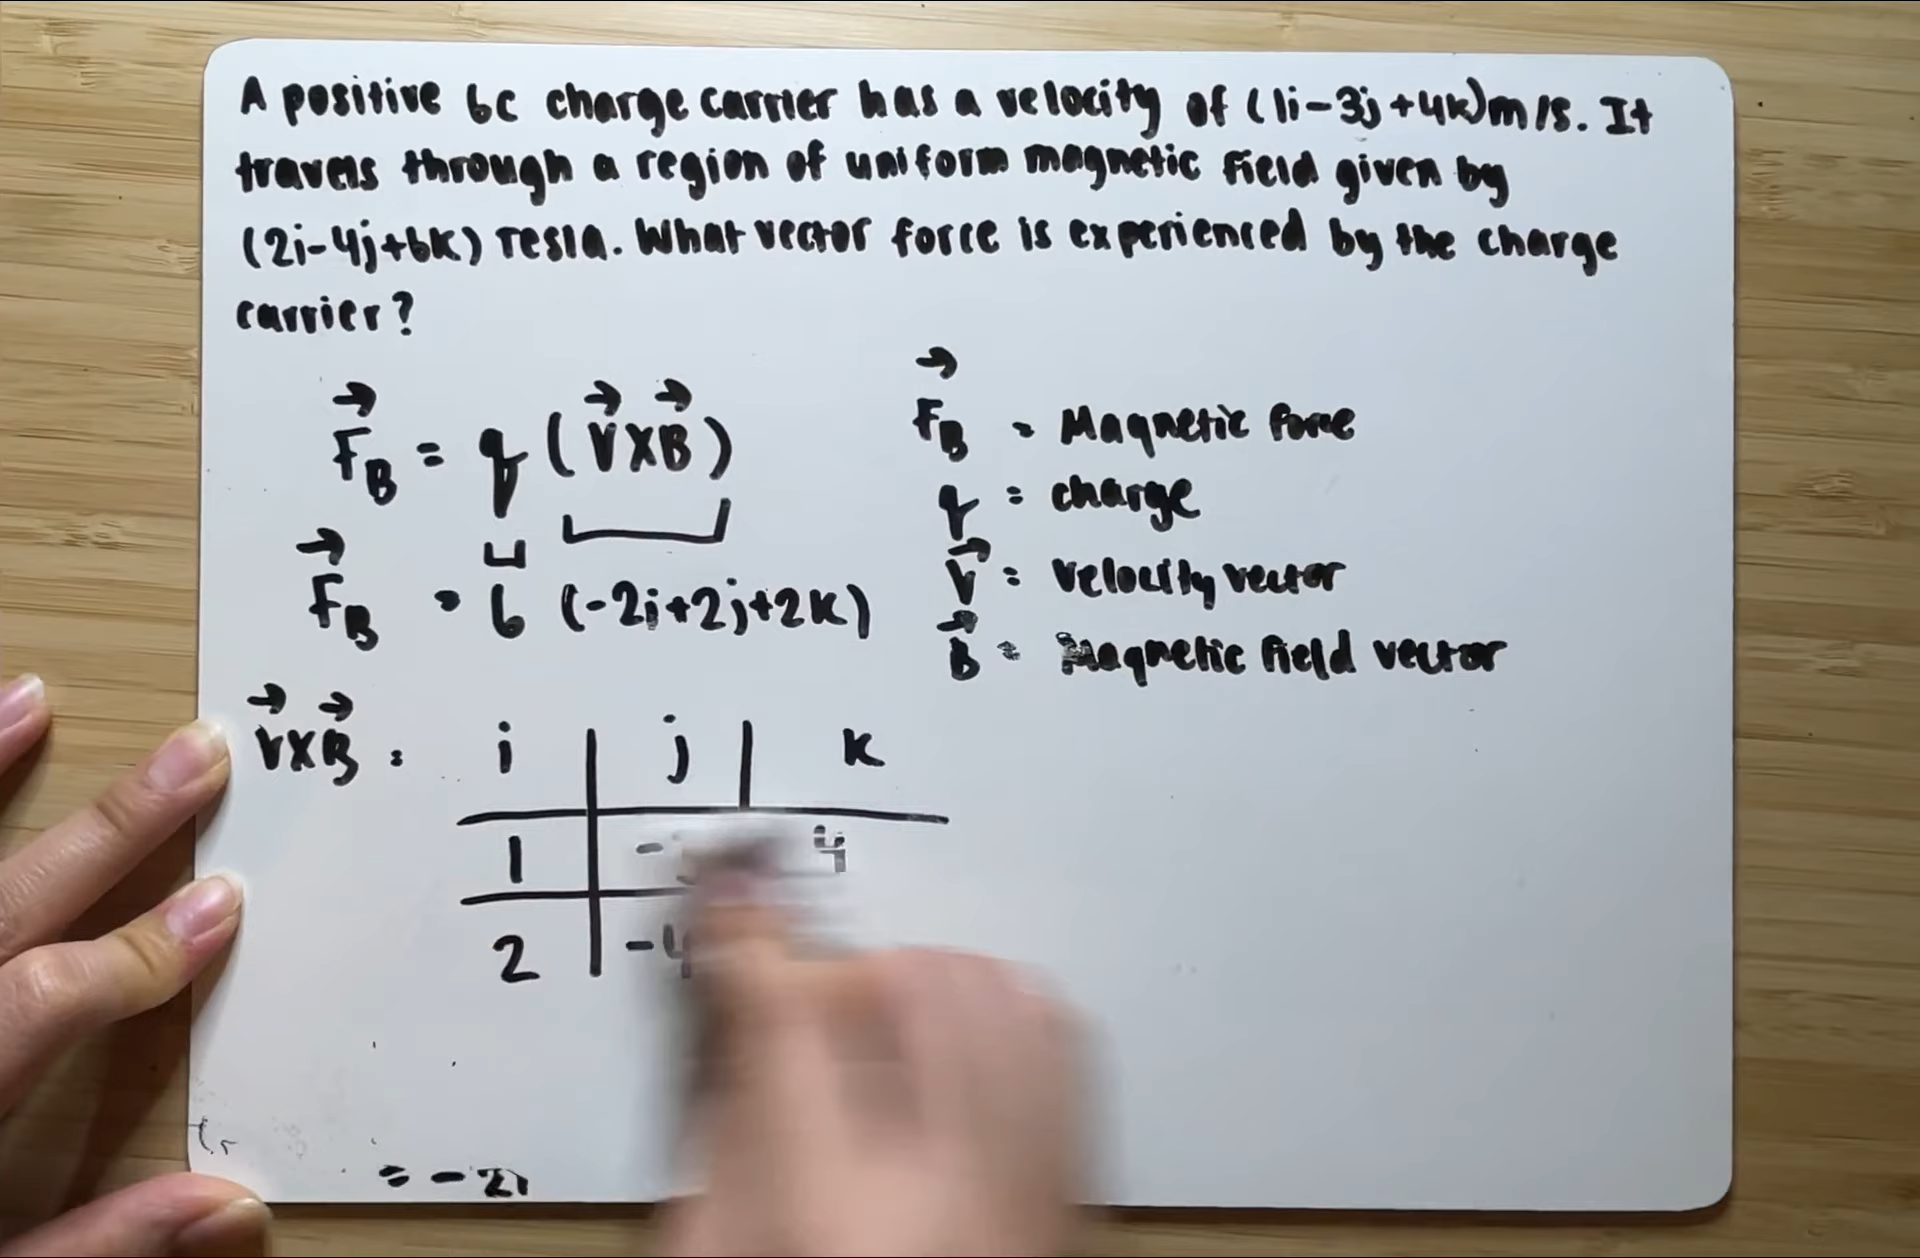 A positive 6C charge carrier has a velocity of (1i-3j+4k)m/s. It
travels through a region of uniform magnetic field given by
(2i-4j+6k) Tesla. What vector force is experienced by the charge
carrier?
F⃗B = q (v⃗XB⃗)
F⃗B = 6 (-2i+2j+2k)
F⃗B = Magnetic force
q = charge
V⃗ = velocity vector
B⃗ = Magnetic field vector
V⃗XB⃗ = i j k
1 - 4
2 -4
= -2i